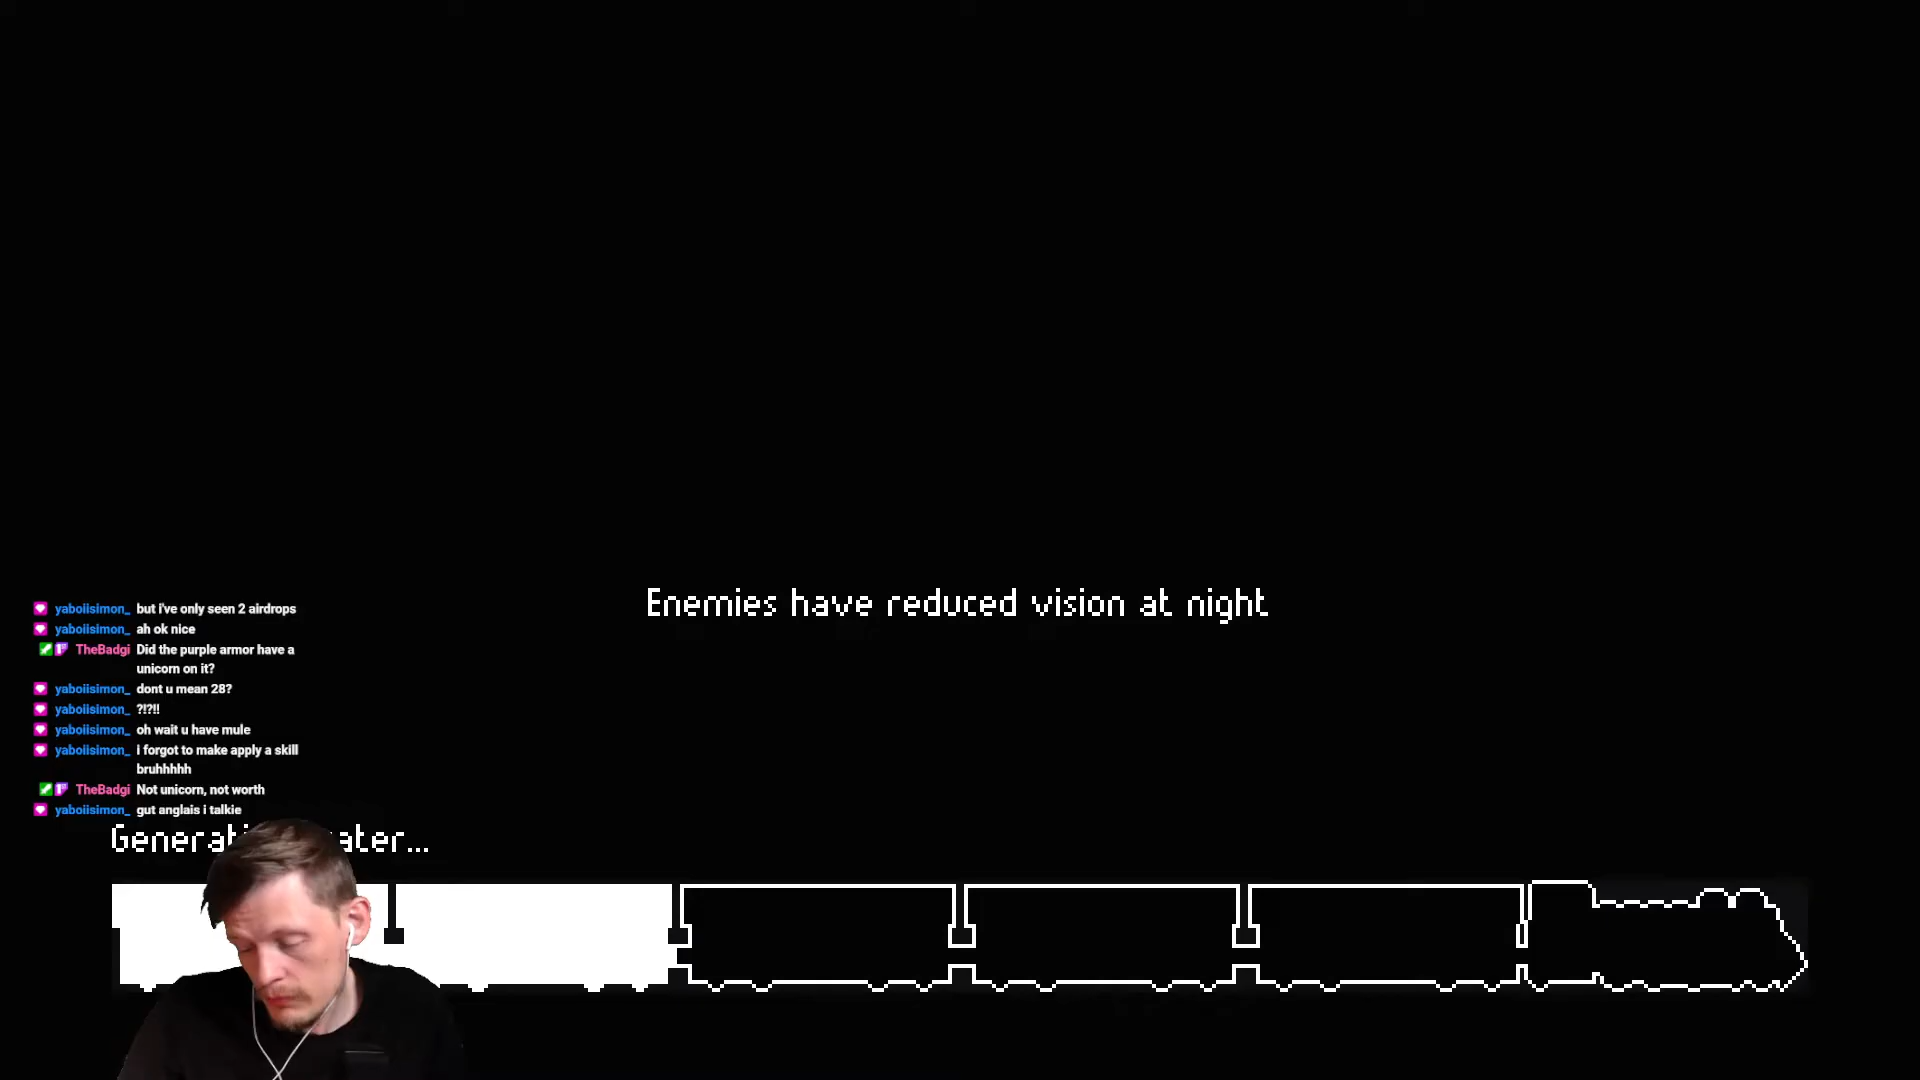 Enemies have reduced vision at night
yaboiisimon_ but i've only seen 2 airdrops
yaboiisimon_ ah ok nice
TheBadgi Did the purple armor have a
unicorn on it?
yaboiisimon_ dont u mean 28?
yaboiisimon_ ?!?!!
yaboiisimon_ oh wait u have mule
yaboiisimon_ i forgot to make apply a skill
bruhhhhh
TheBadgi Not unicorn, not worth
yaboiisimon_ gut anglais i talkie